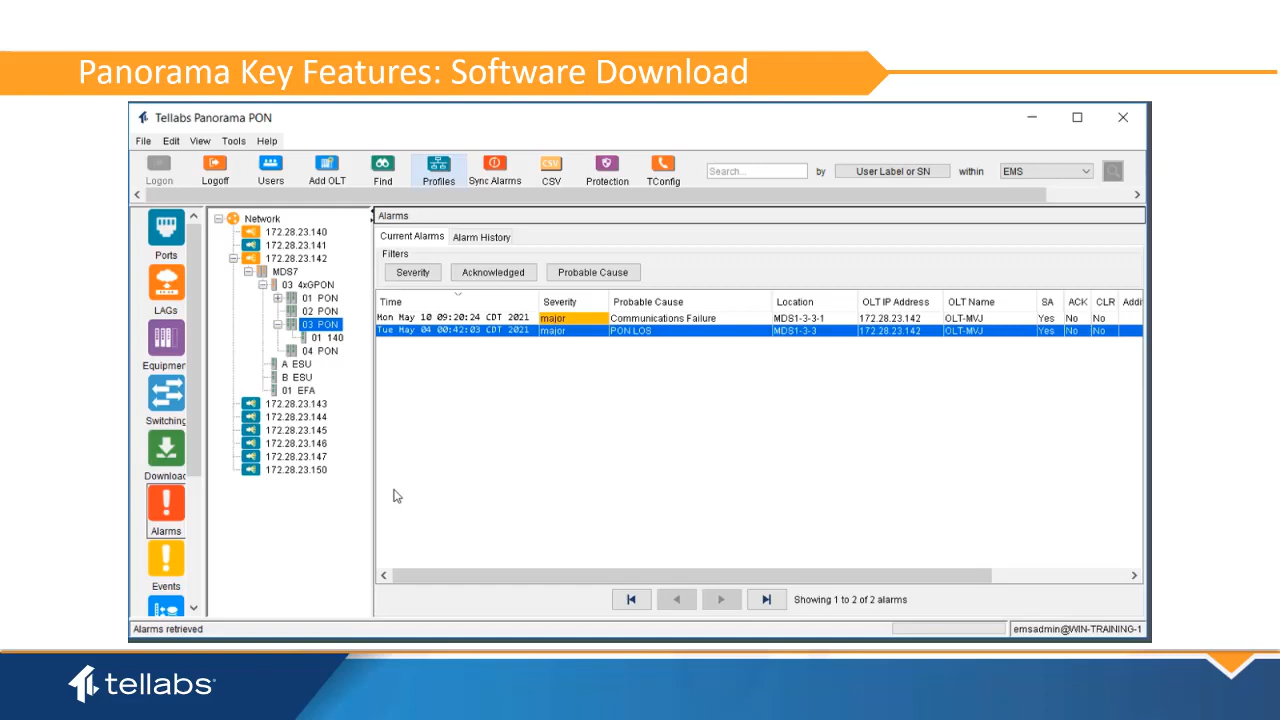 Panorama Key Features: Software Download
Tellabs Panorama PON
File Edit View Tools Help
Logon Logoff Users Add OLT Find Profiles Sync Alarms CSV CSV Protection TConfig Search... by User Label or SN within EMS
Ports
LAGs
Equipmer
Switching
Download
Alarms
Events
Network
172.28.23.140
172.28.23.141
172.28.23.142
MDS7
03 4xGPON
01 PON
02 PON
03 PON
01 140
04 PON
A ESU
B ESU
01 EFA
172.28.23.143
172.28.23.144
172.28.23.145
172.28.23.146
172.28.23.147
172.28.23.150
Alarms
Current Alarms Alarm History
Filters
Severity Acknowledged Probable Cause
Time Severity Probable Cause Location OLT IP Address OLT Name SA ACK CLR Addi
Mon May 10 09:20:24 CDT 2021 major Communications Failure MDS1-3-3-1 172.28.23.142 OLT-MVJ Yes No No
Tue May 04 00:42:03 CDT 2021 major PON LOS MDS1-3-3 172.28.23.142 OLT-MVJ Yes No No
Showing 1 to 2 of 2 alarms
Alarms retrieved emsadmin@WIN-TRAINING-1
tellabs